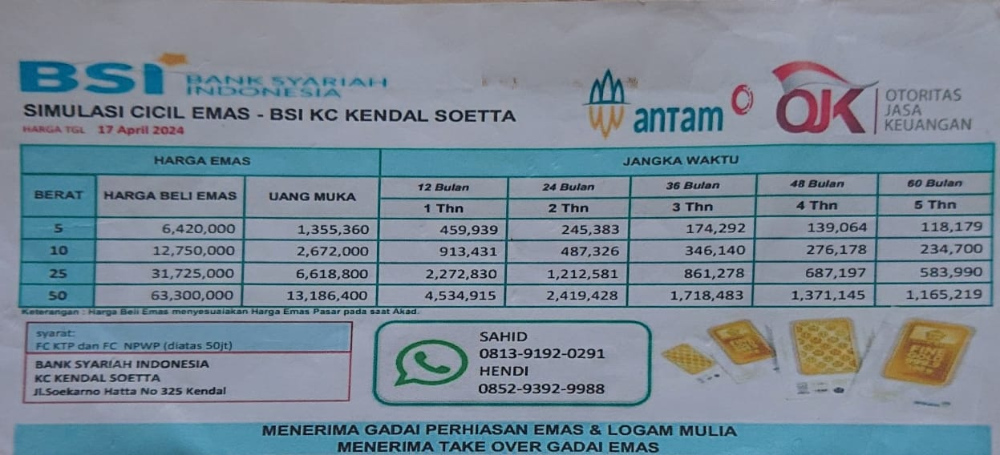 BSI BANK SYARIAH
INDONESIA
SIMULASI CICIL EMAS - BSI KC KENDAL SOETTA
HARGA TGL 17 April 2024
antam
OJK OTORITAS
JASA
KEUANGAN
HARGA EMAS JANGKA WAKTU
BERAT HARGA BELI EMAS UANG MUKA 12 Bulan 24 Bulan 36 Bulan 48 Bulan 60 Bulan
1 Thn 2 Thn 3 Thn 4 Thn 5 Thn
5 6,420,000 1,355,360 459,939 245,383 174,292 139,064 118,179
10 12,750,000 2,672,000 913,431 487,326 346,140 276,178 234,700
25 31,725,000 6,618,800 2,272,830 1,212,581 861,278 687,197 583,990
50 63,300,000 13,186,400 4,534,915 2,419,428 1,718,483 1,371,145 1,165,219
Keterangan : Harga Beli Emas menyesuaiakan Harga Emas Pasar pada saat Akad.
syarat:
FC KTP dan FC NPWP (diatas 50jt)
BANK SYARIAH INDONESIA
KC KENDAL SOETTA
Jl.Soekarno Hatta No 325 Kendal
SAHID
0813-9192-0291
HENDI
0852-9392-9988
MENERIMA GADAI PERHIASAN EMAS & LOGAM MULIA
MENERIMA TAKE OVER GADAI EMAS